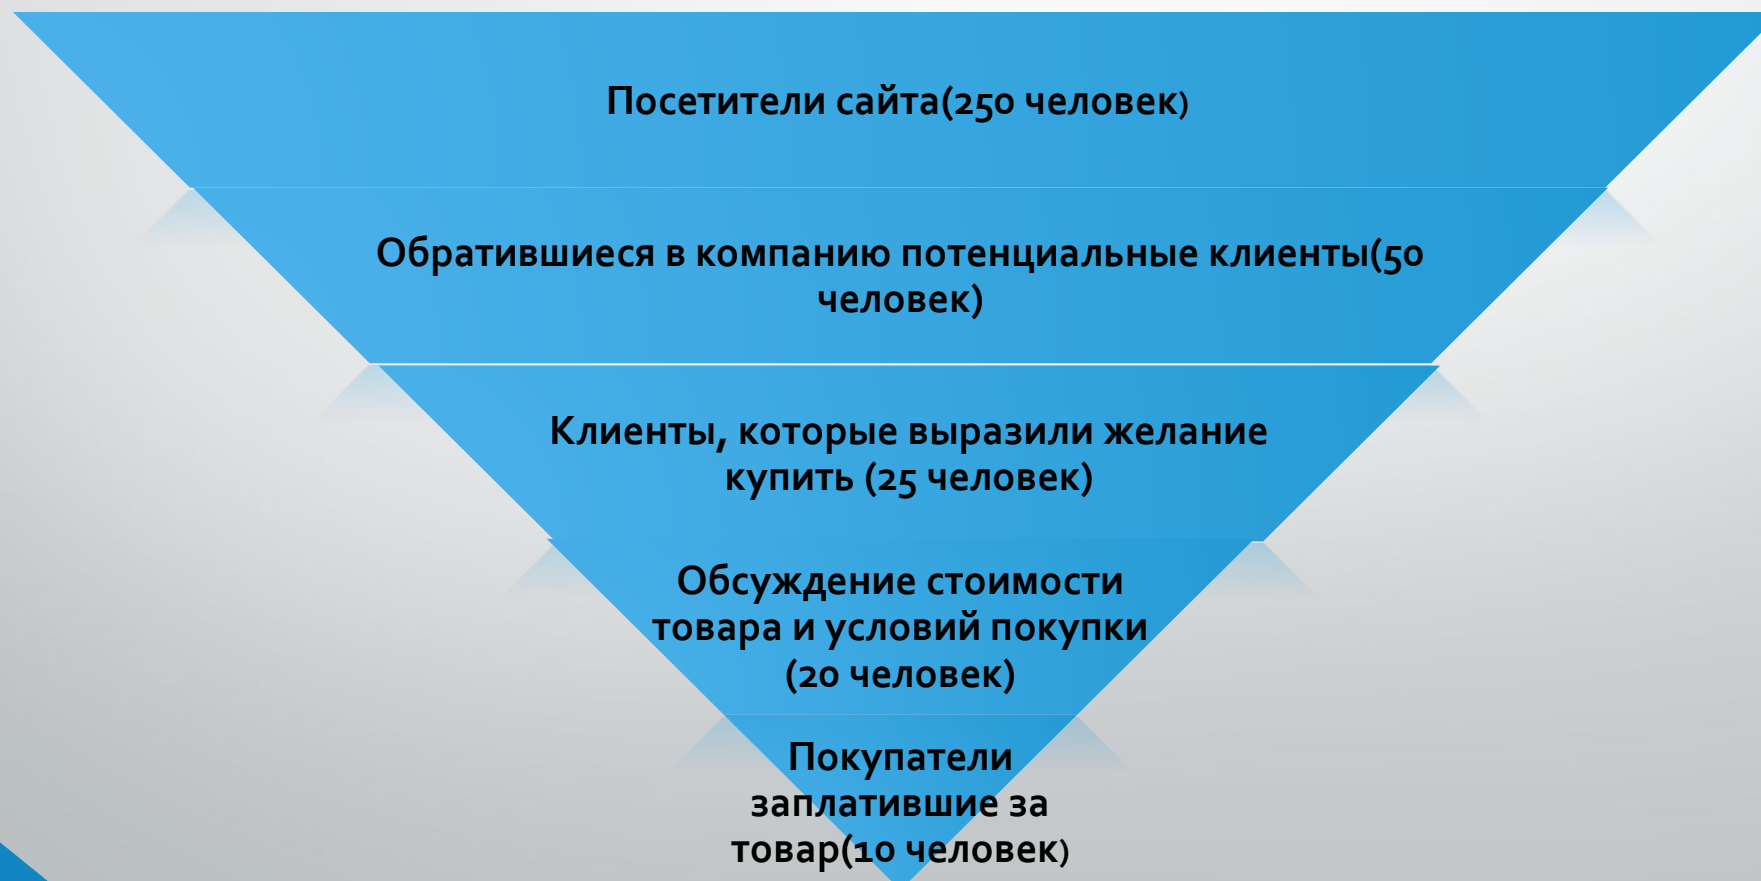 Посетители сайта(250 человек)
Обратившиеся в компанию потенциальные клиенты(50
человек)
Клиенты, которые выразили желание
купить (25 человек)
Обсуждение стоимости
товара и условий покупки
(20 человек)
Покупатели
заплатившие за
товар(10 человек)